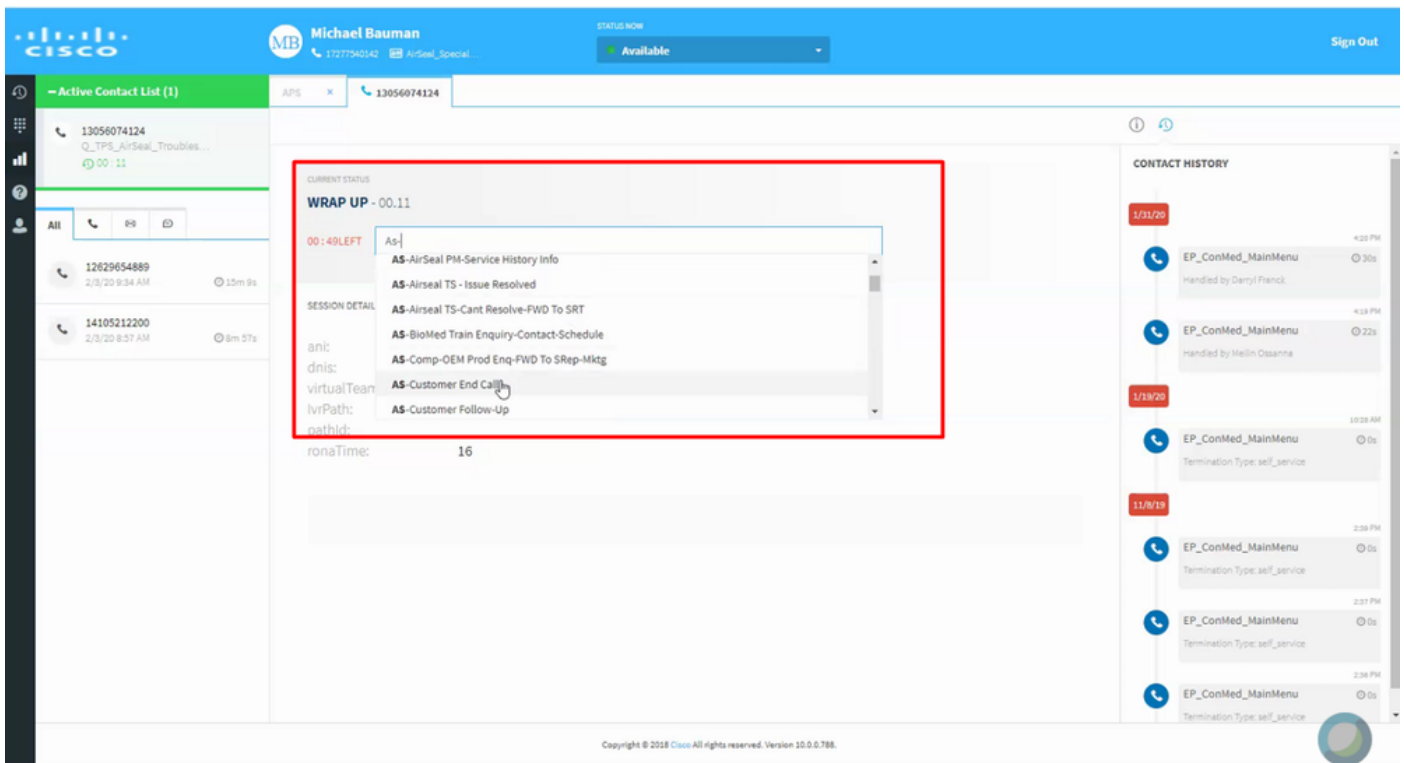 CISCO
MB
Michael Bauman
17277540142 AirSeal_Special...
STATUS NOW
Available
Sign Out
Active Contact List (1)
13056074124
Q_TPS_AirSeal_Troubles...
00 : 11
All
12629654889
2/3/20 9:34 AM
15m 9s
14105212200
2/3/20 8:57 AM
8m 57s
APS ×
13056074124
CURRENT STATUS
WRAP UP - 00.11
00 : 49LEFT
As-
AS-AirSeal PM-Service History Info
AS-Airseal TS - Issue Resolved
AS-Airseal TS-Cant Resolve-FWD To SRT
AS-BioMed Train Enquiry-Contact-Schedule
AS-Comp-OEM Prod Enq-FWD To SRep-Mktg
AS-Customer End Call
AS-Customer Follow-Up
SESSION DETAIL
ani:
dnis:
virtualTeam
IvrPath:
pathId:
ronaTime: 16
CONTACT HISTORY
1/31/20
EP_ConMed_MainMenu
30s
Handled by Darryl Franck
4:18 PM
EP_ConMed_MainMenu
22s
Handled by Meilin Ossanna
1/19/20
10:28 AM
EP_ConMed_MainMenu
0s
Termination Type: self_service
11/8/19
EP_ConMed_MainMenu
0s
Termination Type: self_service
2:37 PM
EP_ConMed_MainMenu
0s
Termination Type: self_service
2:36 PM
EP_ConMed_MainMenu
0s
Termination Type: self_service
Copyright © 2018 Cisco All rights reserved. Version 10.0.0.788.